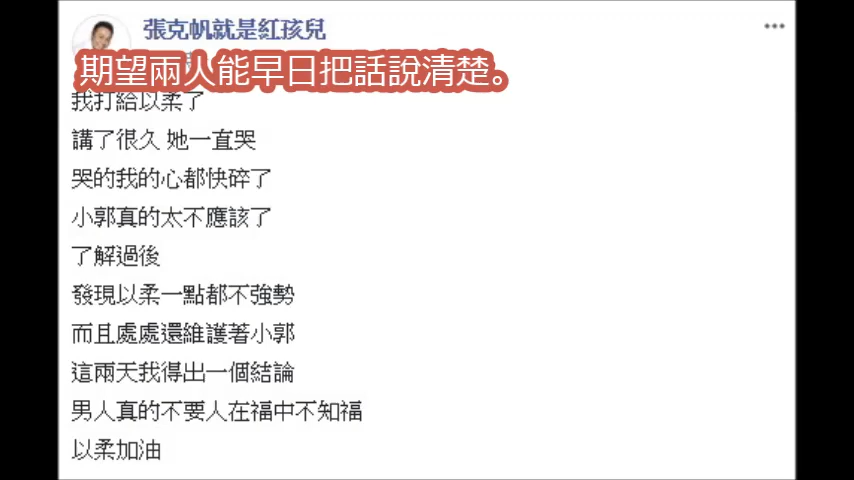 張克帆就是紅孩兒
期望兩人能早日把話說清楚。
我打給以柔了
講了很久 她一直哭
哭的我的心都快碎了
小郭真的太不應該了
了解過後
發現以柔一點都不強勢
而且處處還維護著小郭
這兩天我得出一個結論
男人真的不要人在福中不知福
以柔加油